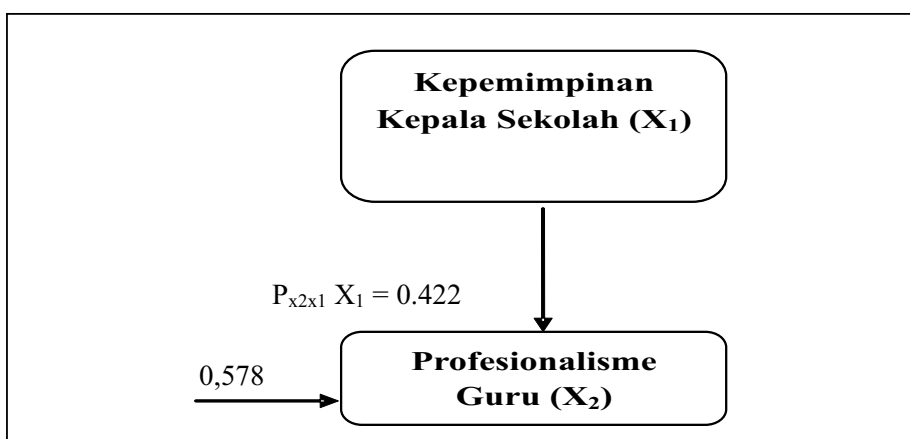 Kepemimpinan
Kepala Sekolah (X₁)
Pₓ₂ₓ₁ X₁ = 0.422
0,578
Profesionalisme
Guru (X₂)